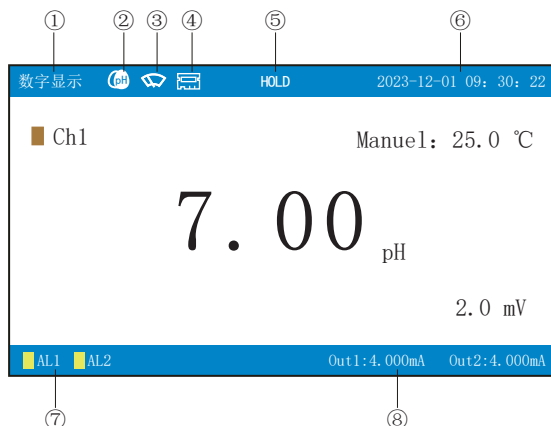 ① ② ③ ④ ⑤ ⑥
数字显示 pH HOLD 2023-12-01 09: 30: 22
Ch1 Manuel: 25.0 ℃
7.00 pH
2.0 mV
AL1 AL2 Out1:4.000mA Out2:4.000mA
⑦ ⑧